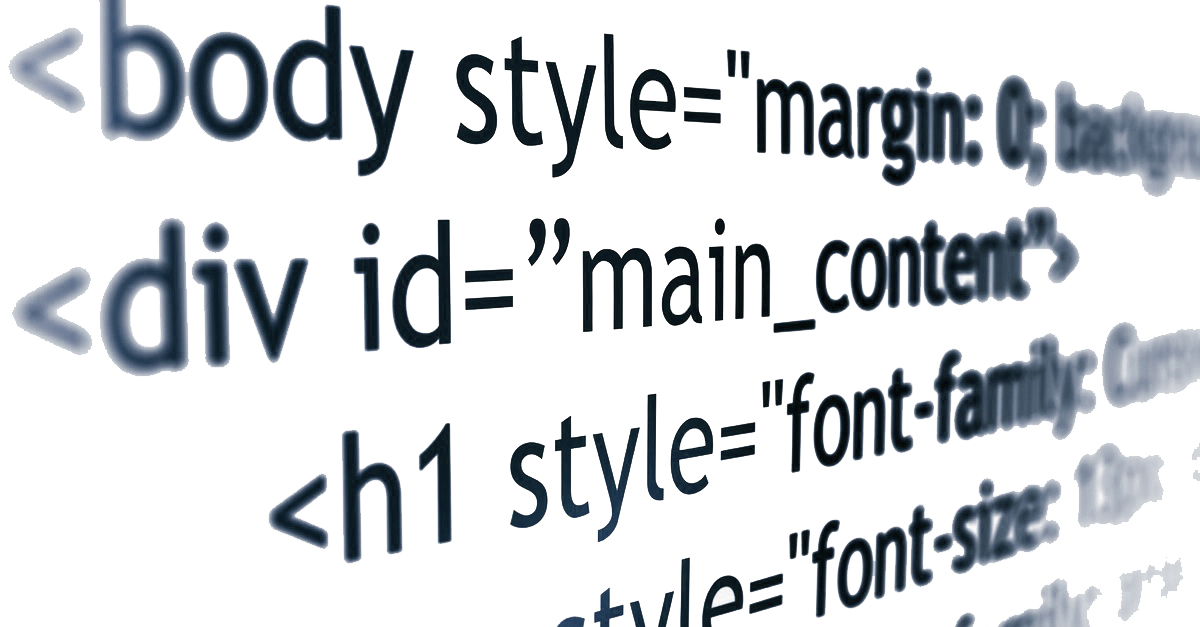 <body style="margin: 0;
<div id=”main_content”>
<h1 style="font-family:
style="font-size: